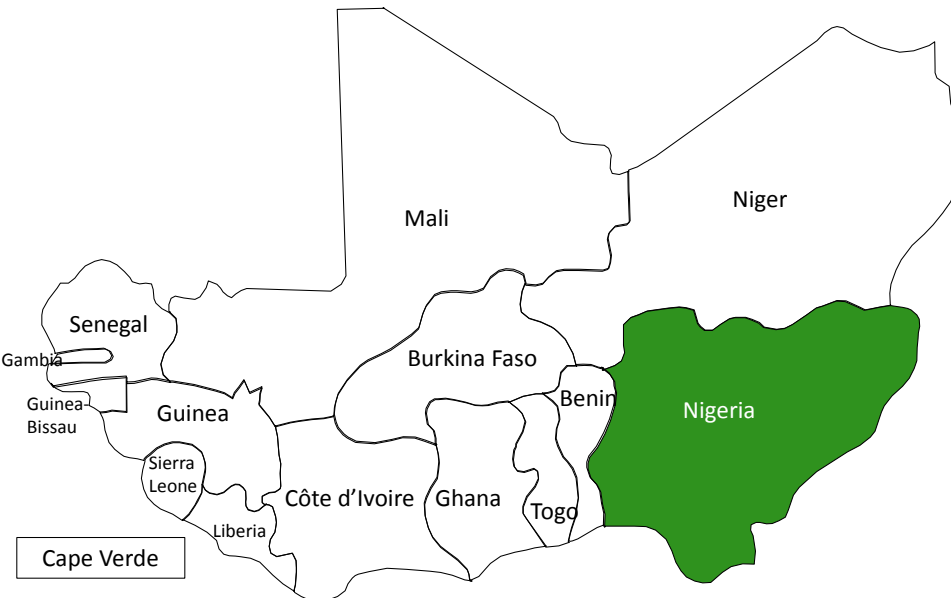 Mali
Niger
Senegal
Gambia
Burkina Faso
Benin
Guinea
Bissau
Guinea
Nigeria
Sierra
Leone
Côte d’Ivoire
Ghana
Togo
Liberia
Cape Verde